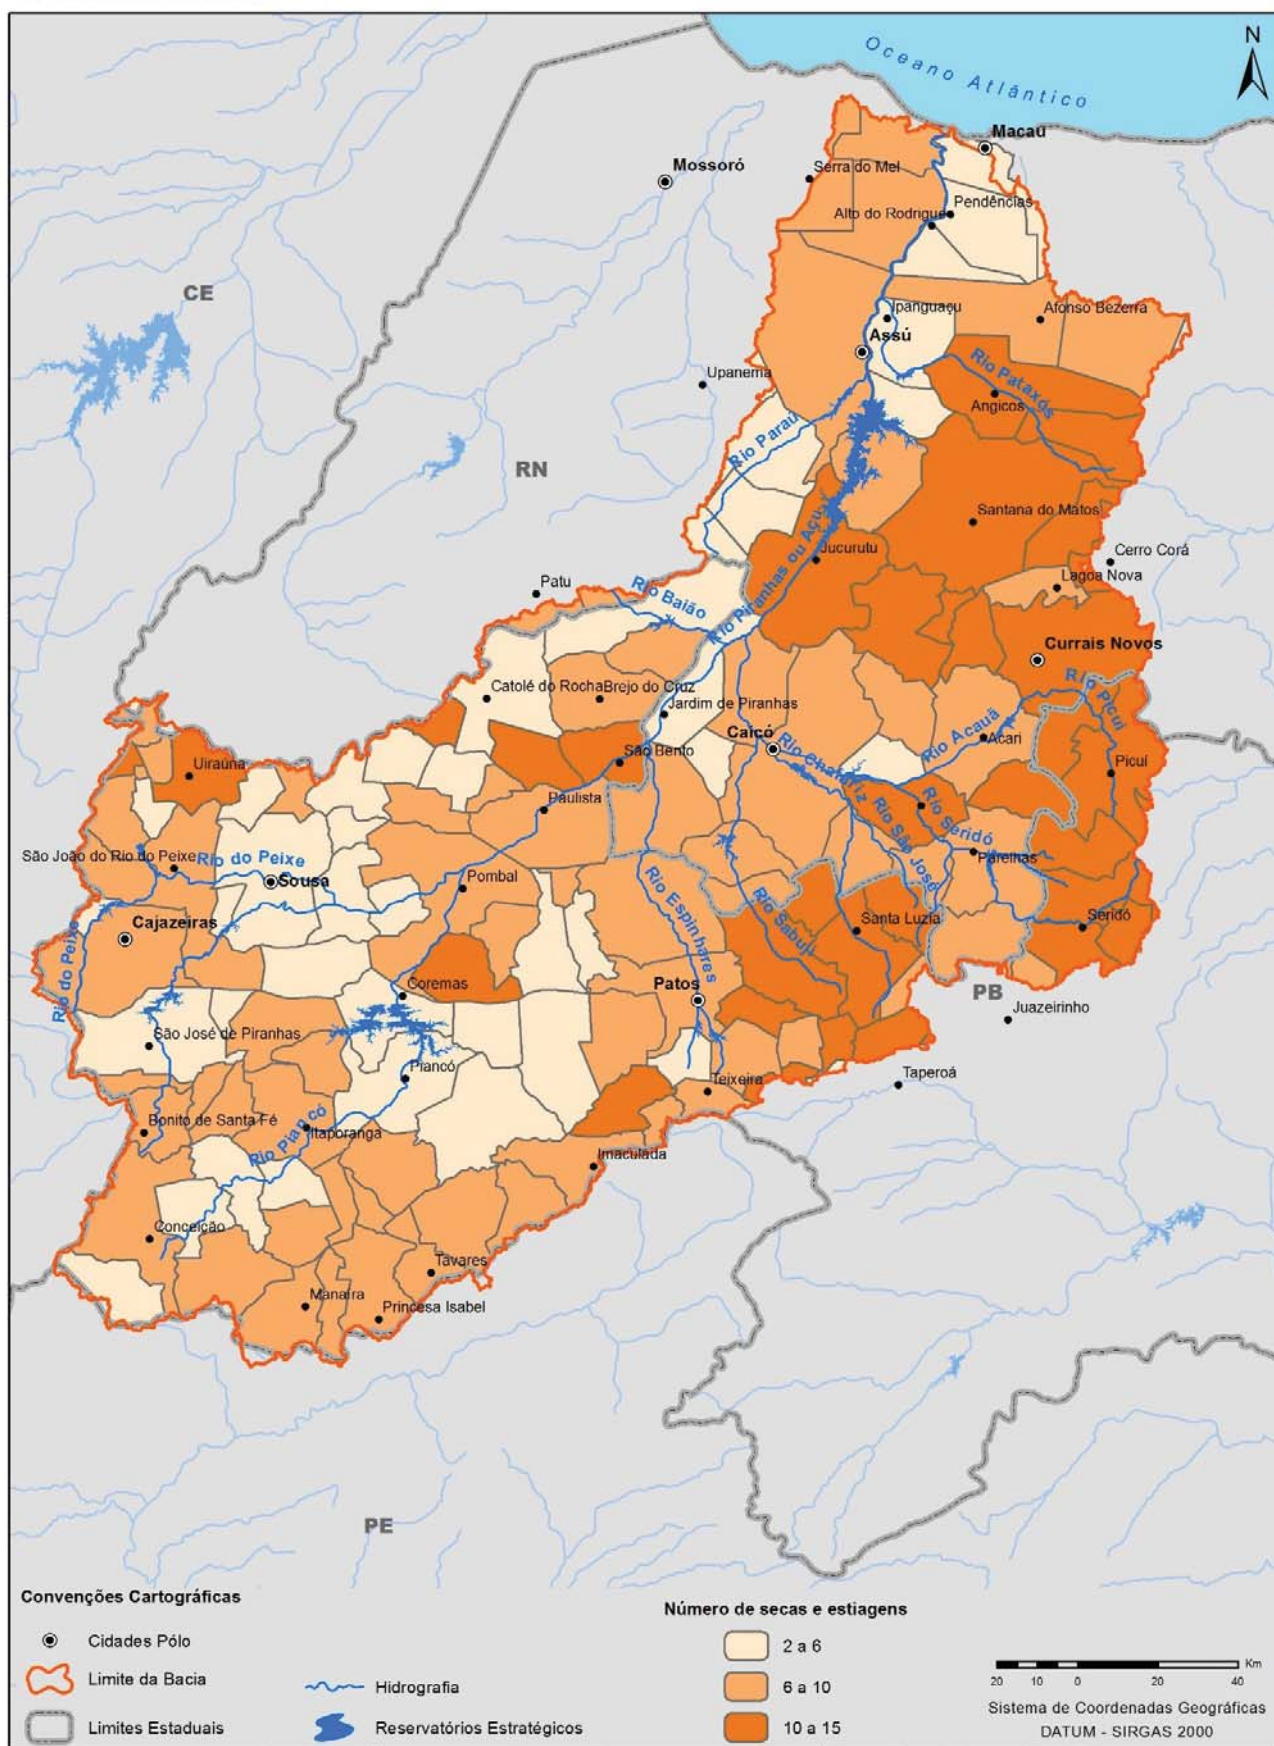 Oceano Atlântico
N
Macaú
Mossoró
Serra do Mel
Pendências
Alto do Rodrigue
CE
Ipanguaçu
Afonso Bezerra
Assú
Rio Pataxós
Upanema
Angicos
Rio Paraú
RN
Santana do Matos
Rio Piranhas ou Açu
Jucurutu
Cerro Corá
Lagoa Nova
Patu
Rio Baião
Currais Novos
Rio Picuí
Catolé do Rocha
Brejo do Cruz
Jardim de Piranhas
Caicó
Rio Acauã
Acari
São Bento
Rio Chafariz
Picuí
Uiraúna
Paulista
Rio Seridó
Rio São José
Parelhas
São João do Rio do Peixe
Rio do Peixe
Sousa
Pombal
Rio Espinhares
Rio Sabuji
Santa Luzia
Seridó
Cajazeiras
Rio do Peixe
Coremas
Patos
PB
Juazeirinho
São José de Piranhas
Piancó
Teixeira
Taperoá
Bonito de Santa Fé
Itaporanga
Rio Piancó
Imaculada
Conceição
Tavares
Manaíra
Princesa Isabel
PE
Convenções Cartográficas
Cidades Pólo
Limite da Bacia
Limites Estaduais
Hidrografia
Reservatórios Estratégicos
Número de secas e estiagens
2 a 6
6 a 10
10 a 15
20 10 0 20 40 Km
Sistema de Coordenadas Geográficas
DATUM - SIRGAS 2000